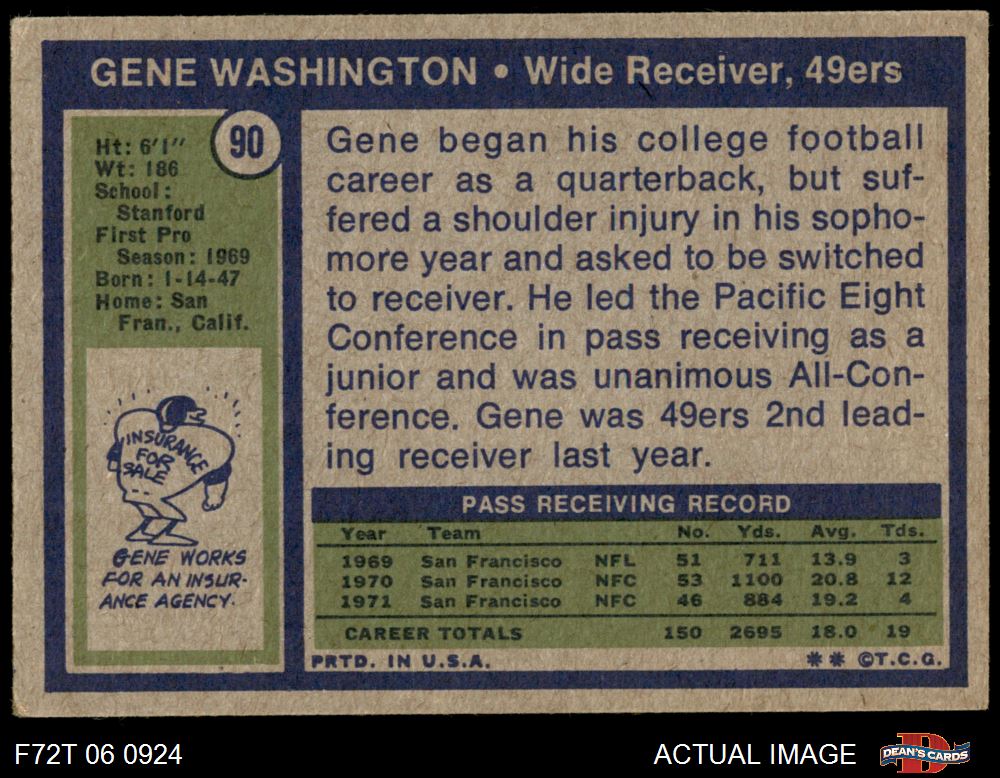 GENE WASHINGTON • Wide Receiver, 49ers
90
Ht: 6'1"
Wt: 186
School:
Stanford
First Pro
Season: 1969
Born: 1-14-47
Home: San
Fran., Calif.
INSURANCE
FOR
SALE
GENE WORKS
FOR AN INSUR-
ANCE AGENCY.
Gene began his college football
career as a quarterback, but suf-
fered a shoulder injury in his sopho-
more year and asked to be switched
to receiver. He led the Pacific Eight
Conference in pass receiving as a
junior and was unanimous All-Con-
ference. Gene was 49ers 2nd lead-
ing receiver last year.
PASS RECEIVING RECORD
Year Team No. Yds. Avg. Tds.
1969 San Francisco NFL 51 711 13.9 3
1970 San Francisco NFC 53 1100 20.8 12
1971 San Francisco NFC 46 884 19.2 4
CAREER TOTALS 150 2695 18.0 19
PRTD. IN U.S.A. ** ©T.C.G.
F72T 06 0924 ACTUAL IMAGE
D
DEAN'S CARDS